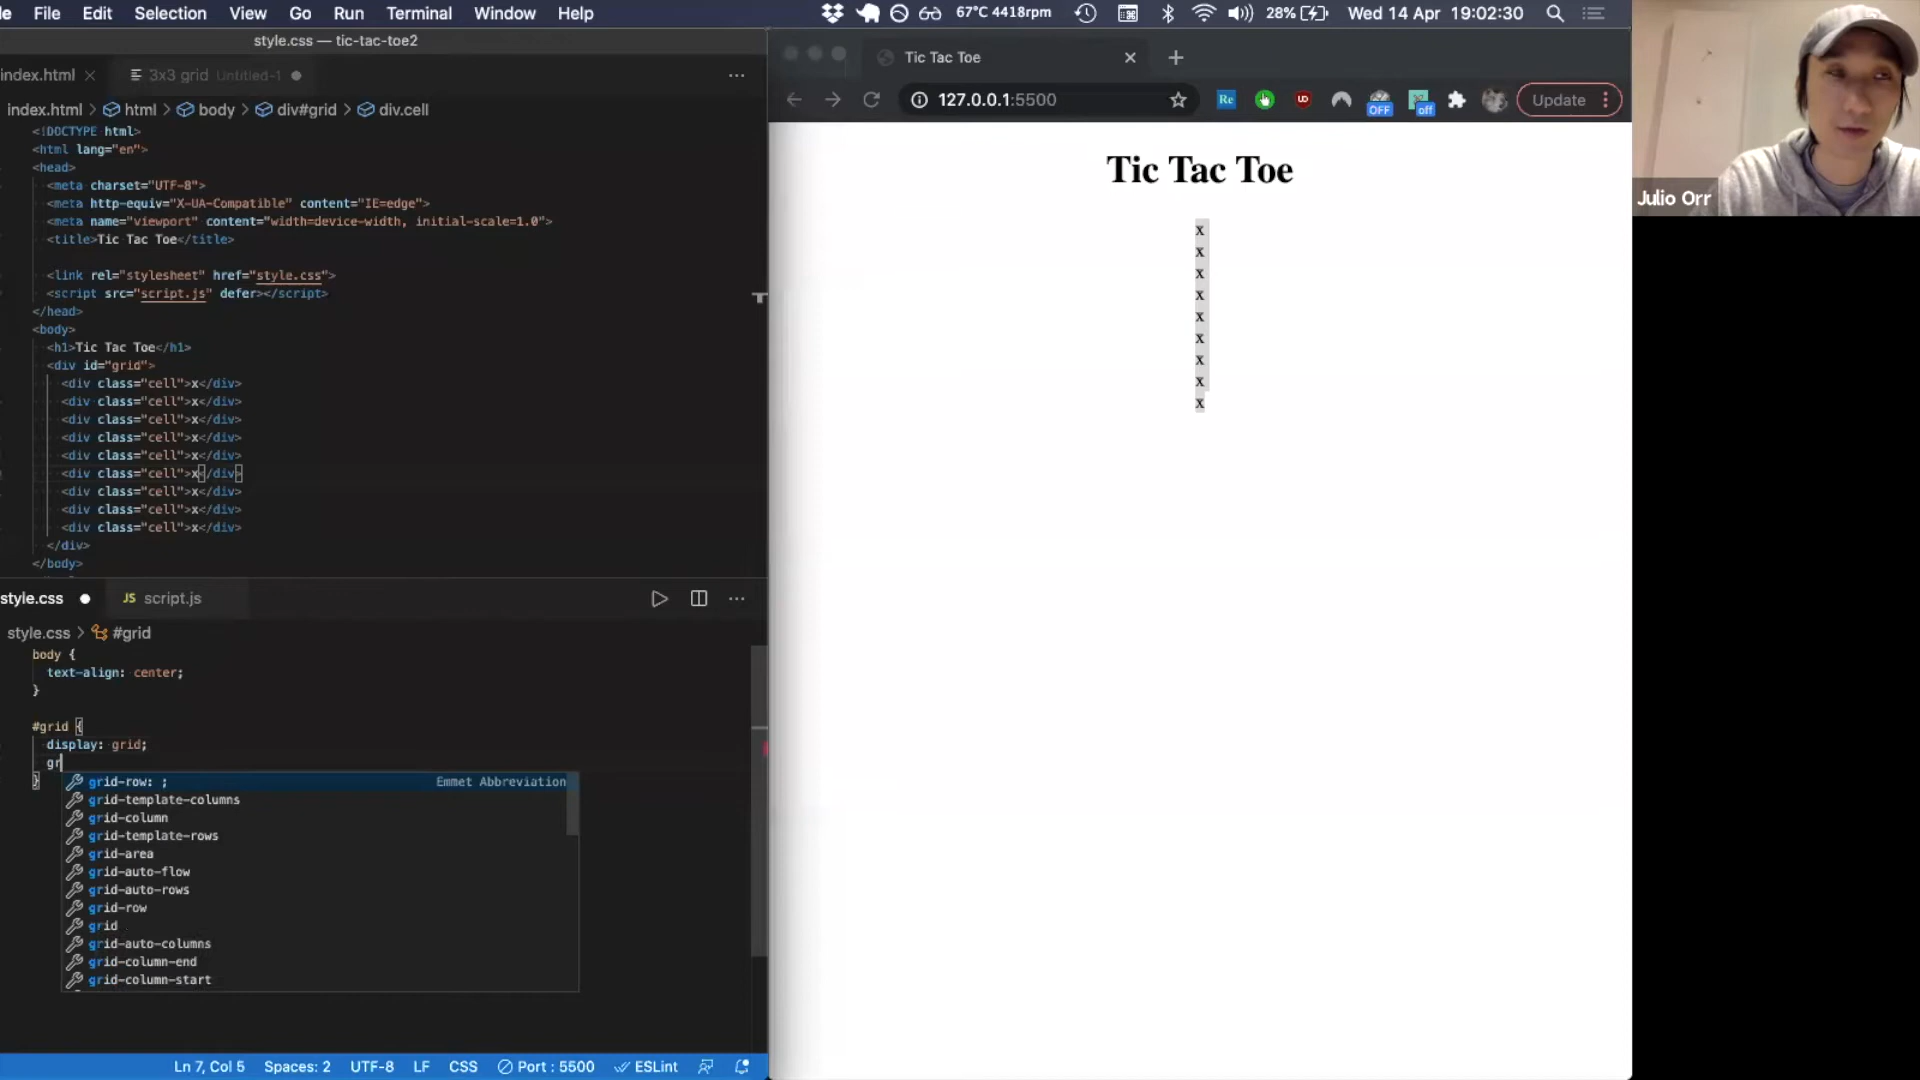 le File Edit Selection View Go Run Terminal Window Help 67°C 4418rpm 28% Wed 14 Apr 19:02:30
style.css — tic-tac-toe2
index.html 3x3 grid Untitled-1
index.html > html > body > div#grid > div.cell
<!DOCTYPE html>
<html lang="en">
<head>
<meta charset="UTF-8">
<meta http-equiv="X-UA-Compatible" content="IE=edge">
<meta name="viewport" content="width=device-width, initial-scale=1.0">
<title>Tic Tac Toe</title>
<link rel="stylesheet" href="style.css">
<script src="script.js" defer></script>
</head>
<body>
<h1>Tic Tac Toe</h1>
<div id="grid">
<div class="cell">x</div>
<div class="cell">x</div>
<div class="cell">x</div>
<div class="cell">x</div>
<div class="cell">x</div>
<div class="cell">x</div>
<div class="cell">x</div>
<div class="cell">x</div>
<div class="cell">x</div>
</div>
</body>
style.css JS script.js
style.css > #grid
body {
text-align: center;
}
#grid {
display: grid;
gr
}
grid-row: ; Emmet Abbreviation
grid-template-columns
grid-column
grid-template-rows
grid-area
grid-auto-flow
grid-auto-rows
grid-row
grid
grid-auto-columns
grid-column-end
grid-column-start
Ln 7, Col 5 Spaces: 2 UTF-8 LF CSS Port : 5500 ESLint
Tic Tac Toe
127.0.0.1:5500 Re OFF off Update
Tic Tac Toe
x
x
x
x
x
x
x
x
x
Julio Orr